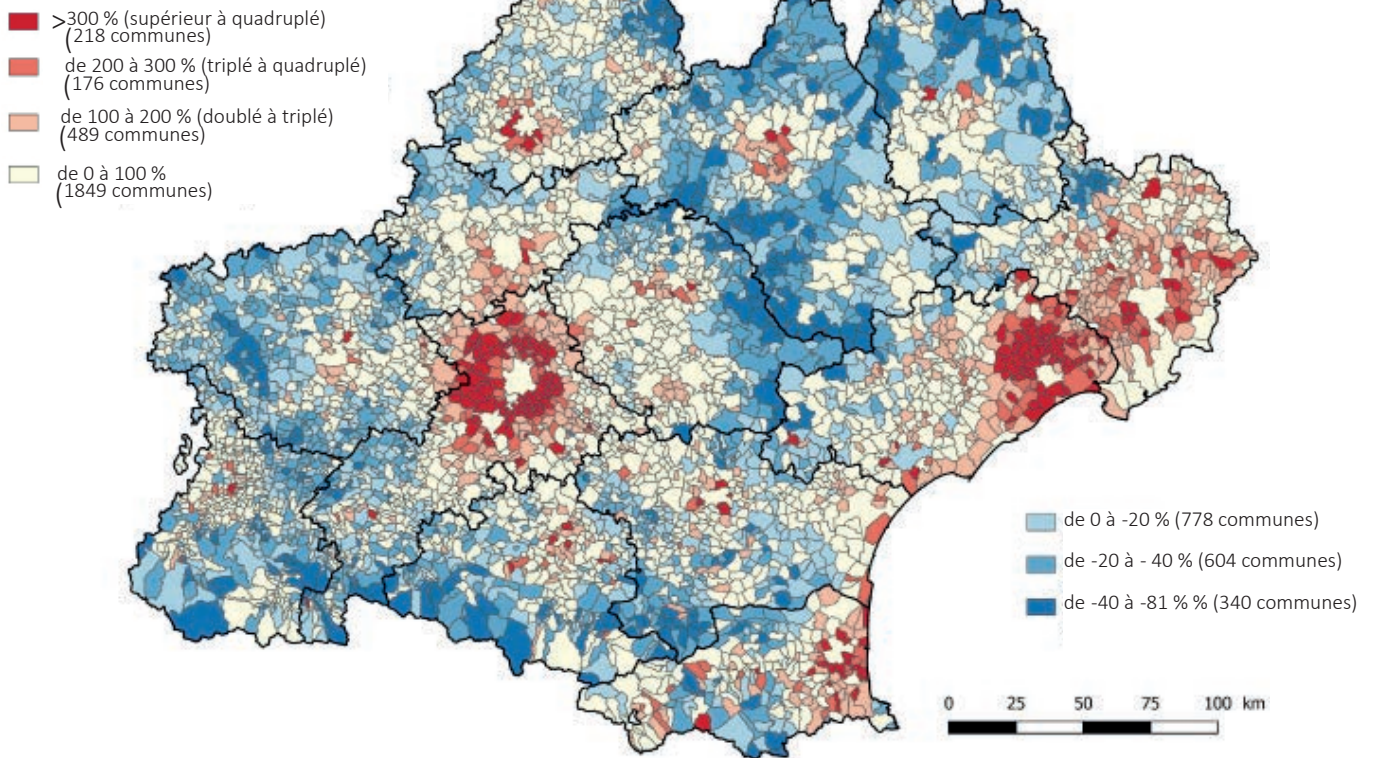 >300 % (supérieur à quadruplé)
(218 communes)
de 200 à 300 % (triplé à quadruplé)
(176 communes)
de 100 à 200 % (doublé à triplé)
(489 communes)
de 0 à 100 %
(1849 communes)
de 0 à -20 % (778 communes)
de -20 à - 40 % (604 communes)
de -40 à -81 % % (340 communes)
0 25 50 75 100 km